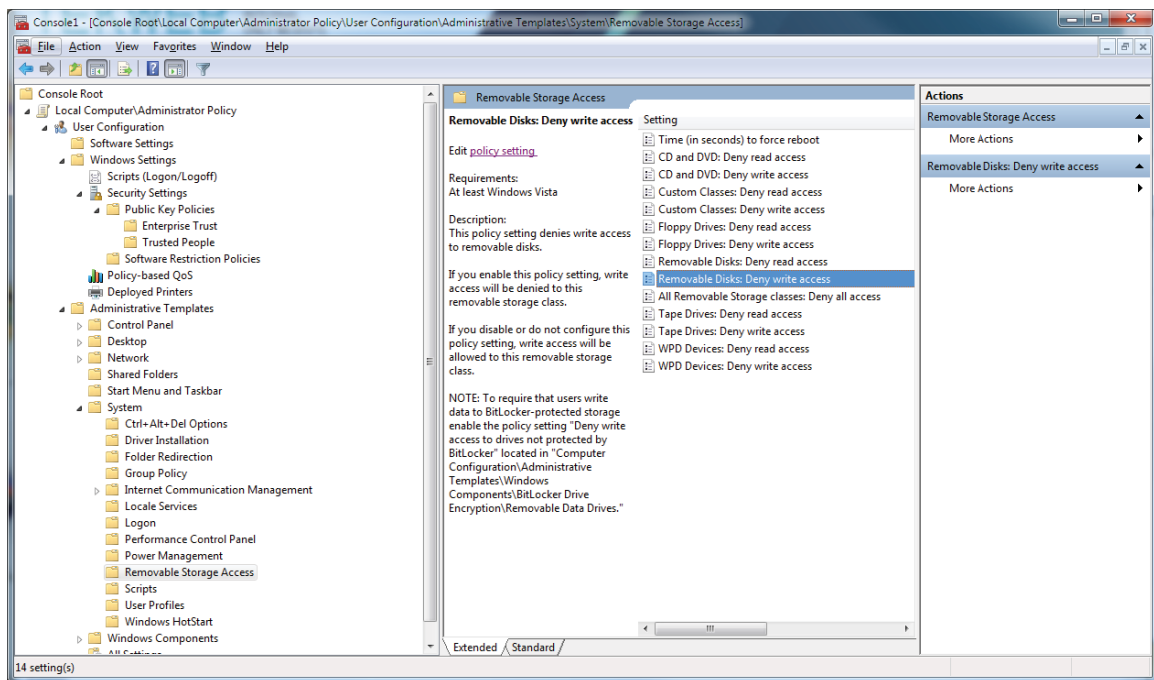 Console1 - [Console Root\Local Computer\Administrator Policy\User Configuration\Administrative Templates\System\Removable Storage Access]
File Action View Favorites Window Help
Console Root
Local Computer\Administrator Policy
User Configuration
Software Settings
Windows Settings
Scripts (Logon/Logoff)
Security Settings
Public Key Policies
Enterprise Trust
Trusted People
Software Restriction Policies
Policy-based QoS
Deployed Printers
Administrative Templates
Control Panel
Desktop
Network
Shared Folders
Start Menu and Taskbar
System
Ctrl+Alt+Del Options
Driver Installation
Folder Redirection
Group Policy
Internet Communication Management
Locale Services
Logon
Performance Control Panel
Power Management
Removable Storage Access
Scripts
User Profiles
Windows HotStart
Windows Components
All Settings
Removable Storage Access
Removable Disks: Deny write access
Edit policy setting
Requirements:
At least Windows Vista
Description:
This policy setting denies write access
to removable disks.
If you enable this policy setting, write
access will be denied to this
removable storage class.
If you disable or do not configure this
policy setting, write access will be
allowed to this removable storage
class.
NOTE: To require that users write
data to BitLocker-protected storage
enable the policy setting "Deny write
access to drives not protected by
BitLocker" located in "Computer
Configuration\Administrative
Templates\Windows
Components\BitLocker Drive
Encryption\Removable Data Drives."
Setting
Time (in seconds) to force reboot
CD and DVD: Deny read access
CD and DVD: Deny write access
Custom Classes: Deny read access
Custom Classes: Deny write access
Floppy Drives: Deny read access
Floppy Drives: Deny write access
Removable Disks: Deny read access
Removable Disks: Deny write access
All Removable Storage classes: Deny all access
Tape Drives: Deny read access
Tape Drives: Deny write access
WPD Devices: Deny read access
WPD Devices: Deny write access
Extended Standard
Actions
Removable Storage Access
More Actions
Removable Disks: Deny write access
More Actions
14 setting(s)